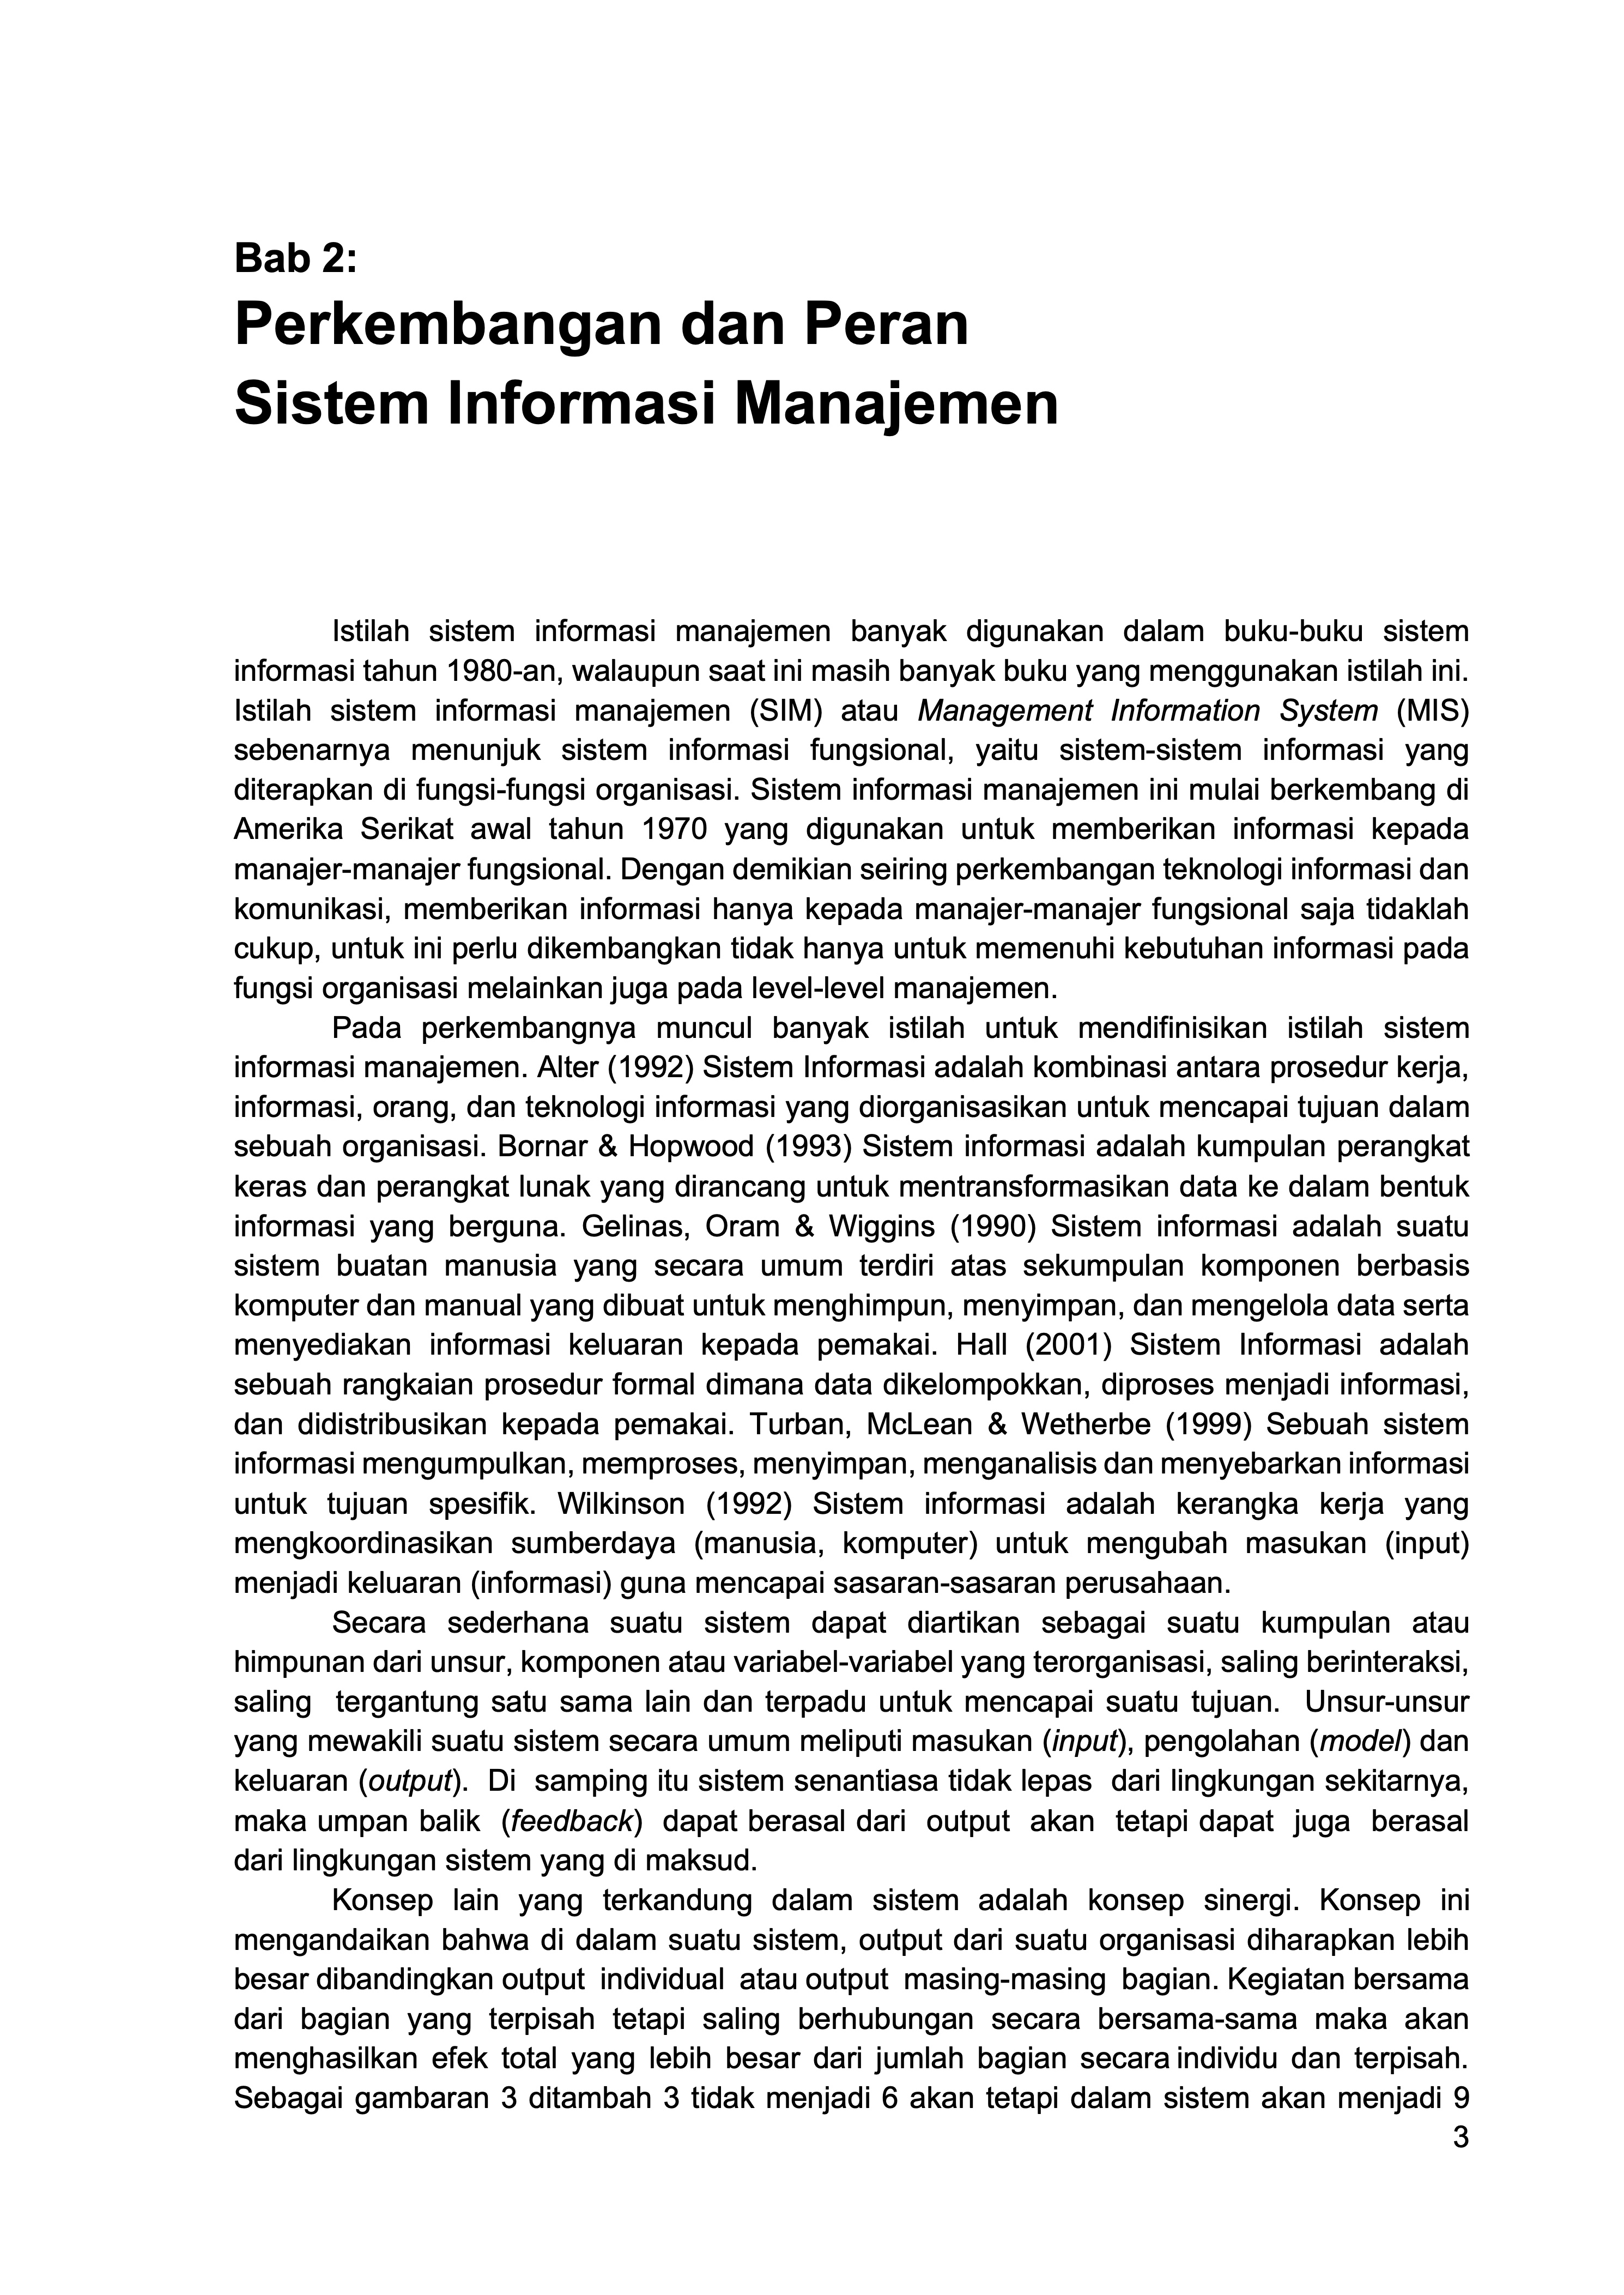 Bab 2:
Perkembangan dan Peran
Sistem Informasi Manajemen
Istilah sistem informasi manajemen banyak digunakan dalam buku-buku sistem
informasi tahun 1980-an, walaupun saat ini masih banyak buku yang menggunakan istilah ini.
Istilah sistem informasi manajemen (SIM) atau Management Information System (MIS)
sebenarnya menunjuk sistem informasi fungsional, yaitu sistem-sistem informasi yang
diterapkan di fungsi-fungsi organisasi. Sistem informasi manajemen ini mulai berkembang di
Amerika Serikat awal tahun 1970 yang digunakan untuk memberikan informasi kepada
manajer-manajer fungsional. Dengan demikian seiring perkembangan teknologi informasi dan
komunikasi, memberikan informasi hanya kepada manajer-manajer fungsional saja tidaklah
cukup, untuk ini perlu dikembangkan tidak hanya untuk memenuhi kebutuhan informasi pada
fungsi organisasi melainkan juga pada level-level manajemen.
Pada perkembangnya muncul banyak istilah untuk mendifinisikan istilah sistem
informasi manajemen. Alter (1992) Sistem Informasi adalah kombinasi antara prosedur kerja,
informasi, orang, dan teknologi informasi yang diorganisasikan untuk mencapai tujuan dalam
sebuah organisasi. Bornar & Hopwood (1993) Sistem informasi adalah kumpulan perangkat
keras dan perangkat lunak yang dirancang untuk mentransformasikan data ke dalam bentuk
informasi yang berguna. Gelinas, Oram & Wiggins (1990) Sistem informasi adalah suatu
sistem buatan manusia yang secara umum terdiri atas sekumpulan komponen berbasis
komputer dan manual yang dibuat untuk menghimpun, menyimpan, dan mengelola data serta
menyediakan informasi keluaran kepada pemakai. Hall (2001) Sistem Informasi adalah
sebuah rangkaian prosedur formal dimana data dikelompokkan, diproses menjadi informasi,
dan didistribusikan kepada pemakai. Turban, McLean & Wetherbe (1999) Sebuah sistem
informasi mengumpulkan, memproses, menyimpan, menganalisis dan menyebarkan informasi
untuk tujuan spesifik. Wilkinson (1992) Sistem informasi adalah kerangka kerja yang
mengkoordinasikan sumberdaya (manusia, komputer) untuk mengubah masukan (input)
menjadi keluaran (informasi) guna mencapai sasaran-sasaran perusahaan.
Secara sederhana suatu sistem dapat diartikan sebagai suatu kumpulan atau
himpunan dari unsur, komponen atau variabel-variabel yang terorganisasi, saling berinteraksi,
saling tergantung satu sama lain dan terpadu untuk mencapai suatu tujuan. Unsur-unsur
yang mewakili suatu sistem secara umum meliputi masukan (input), pengolahan (model) dan
keluaran (output). Di samping itu sistem senantiasa tidak lepas dari lingkungan sekitarnya,
maka umpan balik (feedback) dapat berasal dari output akan tetapi dapat juga berasal
dari lingkungan sistem yang di maksud.
Konsep lain yang terkandung dalam sistem adalah konsep sinergi. Konsep ini
mengandaikan bahwa di dalam suatu sistem, output dari suatu organisasi diharapkan lebih
besar dibandingkan output individual atau output masing-masing bagian. Kegiatan bersama
dari bagian yang terpisah tetapi saling berhubungan secara bersama-sama maka akan
menghasilkan efek total yang lebih besar dari jumlah bagian secara individu dan terpisah.
Sebagai gambaran 3 ditambah 3 tidak menjadi 6 akan tetapi dalam sistem akan menjadi 9
3